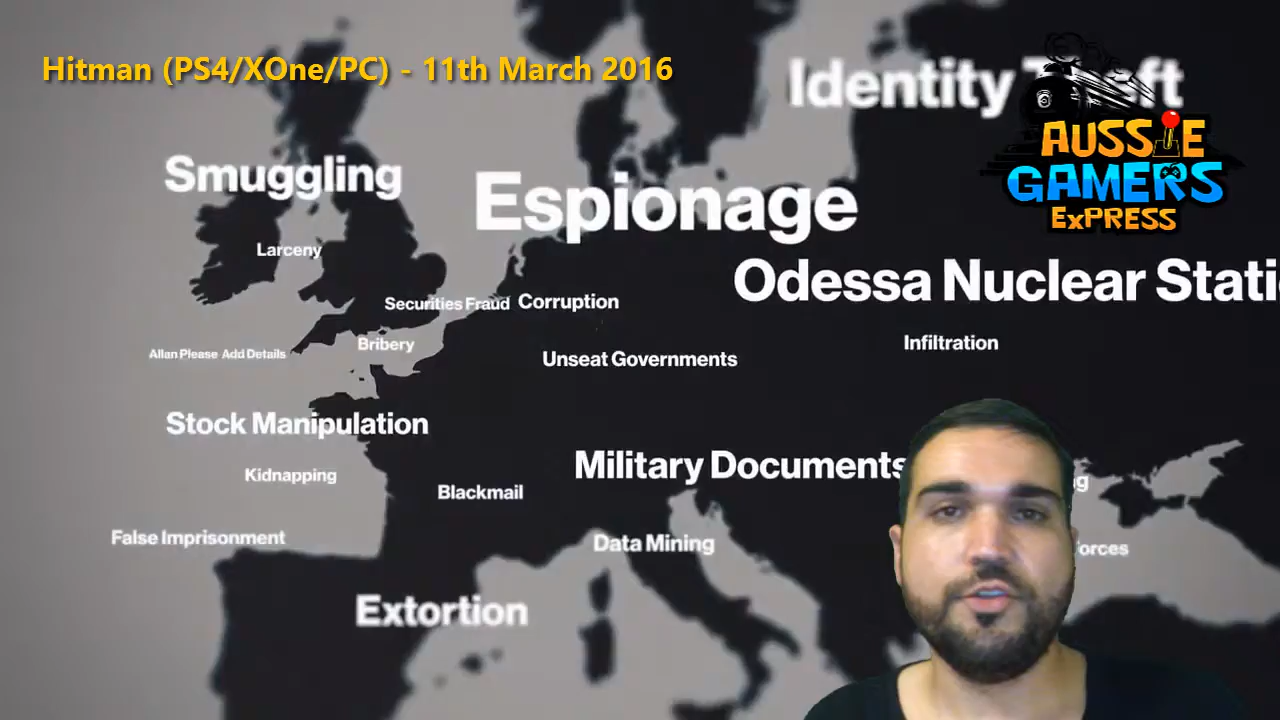 Hitman (PS4/XOne/PC) - 11th March 2016
Identity
AUSSIE
GAMERS
ExPRESS
Smuggling
Espionage
Larceny
Odessa Nuclear
Securities Fraud
Corruption
Allan Please Add Details
Bribery
Unseat Governments
Infiltration
Stock Manipulation
Military Documents
Kidnapping
Blackmail
False Imprisonment
Data Mining
Extortion